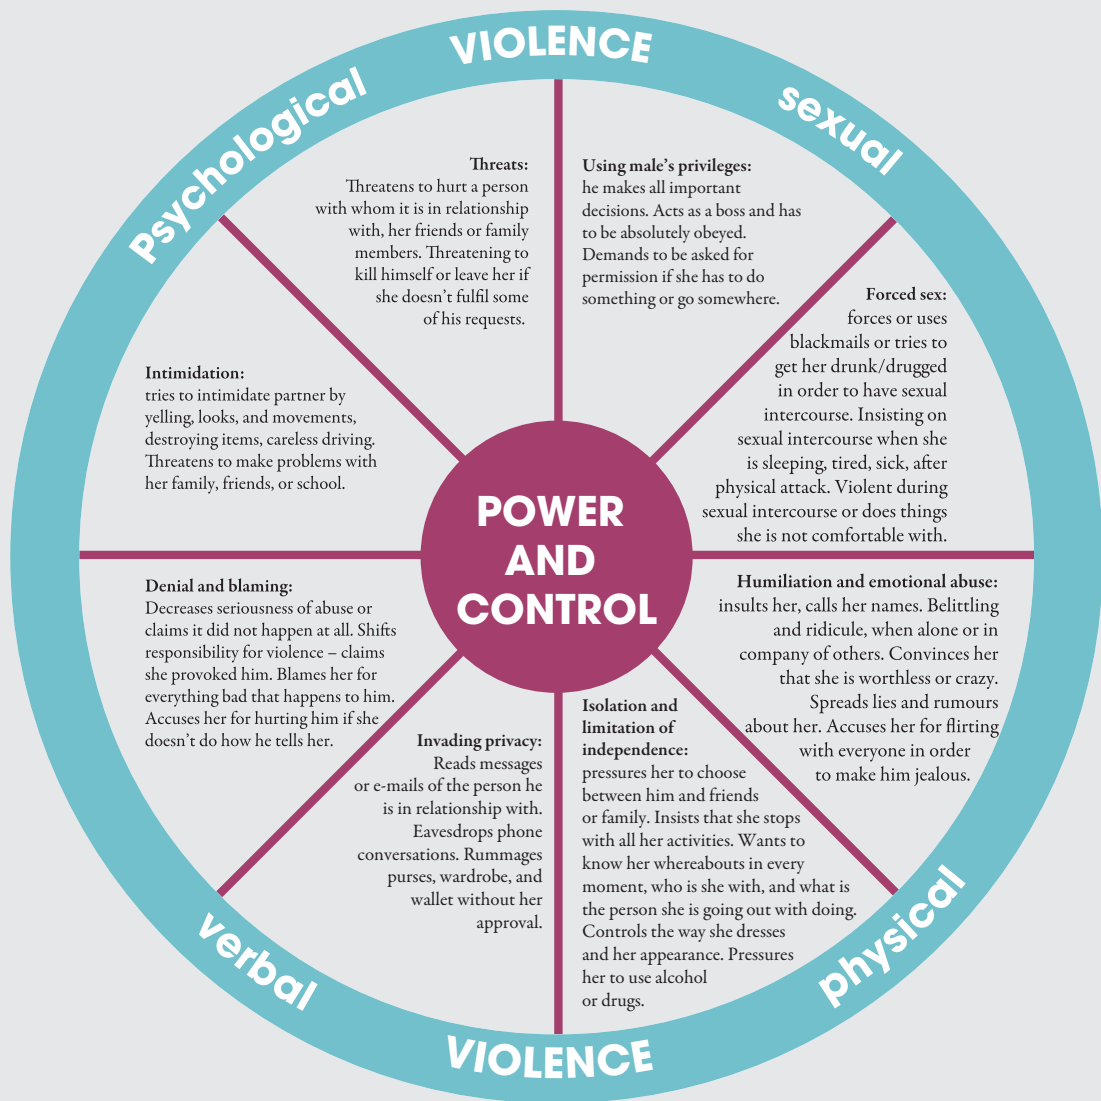 VIOLENCE
Psychological
sexual
Threats:
Threatens to hurt a person
with whom it is in relationship
with, her friends or family
members. Threatening to
kill himself or leave her if
she doesn't fulfil some
of his requests.
Using male's privileges:
he makes all important
decisions. Acts as a boss and has
to be absolutely obeyed.
Demands to be asked for
permission if she has to do
something or go somewhere.
Forced sex:
forces or uses
blackmails or tries to
get her drunk/drugged
in order to have sexual
intercourse. Insisting on
sexual intercourse when she
is sleeping, tired, sick, after
physical attack. Violent during
sexual intercourse or does things
she is not comfortable with.
Intimidation:
tries to intimidate partner by
yelling, looks, and movements,
destroying items, careless driving.
Threatens to make problems with
her family, friends, or school.
POWER
AND
CONTROL
Denial and blaming:
Decreases seriousness of abuse or
claims it did not happen at all. Shifts
responsibility for violence – claims
she provoked him. Blames her for
everything bad that happens to him.
Accuses her for hurting him if she
doesn't do how he tells her.
Humiliation and emotional abuse:
insults her, calls her names. Belittling
and ridicule, when alone or in
company of others. Convinces her
that she is worthless or crazy.
Spreads lies and rumours
about her. Accuses her for flirting
with everyone in order
to make him jealous.
Invading privacy:
Reads messages
or e-mails of the person he
is in relationship with.
Eavesdrops phone
conversations. Rummages
purses, wardrobe, and
wallet without her
approval.
Isolation and
limitation of
independence:
pressures her to choose
between him and friends
or family. Insists that she stops
with all her activities. Wants to
know her whereabouts in every
moment, who is she with, and what is
the person she is going out with doing.
Controls the way she dresses
and her appearance. Pressures
her to use alcohol
or drugs.
verbal
physical
VIOLENCE